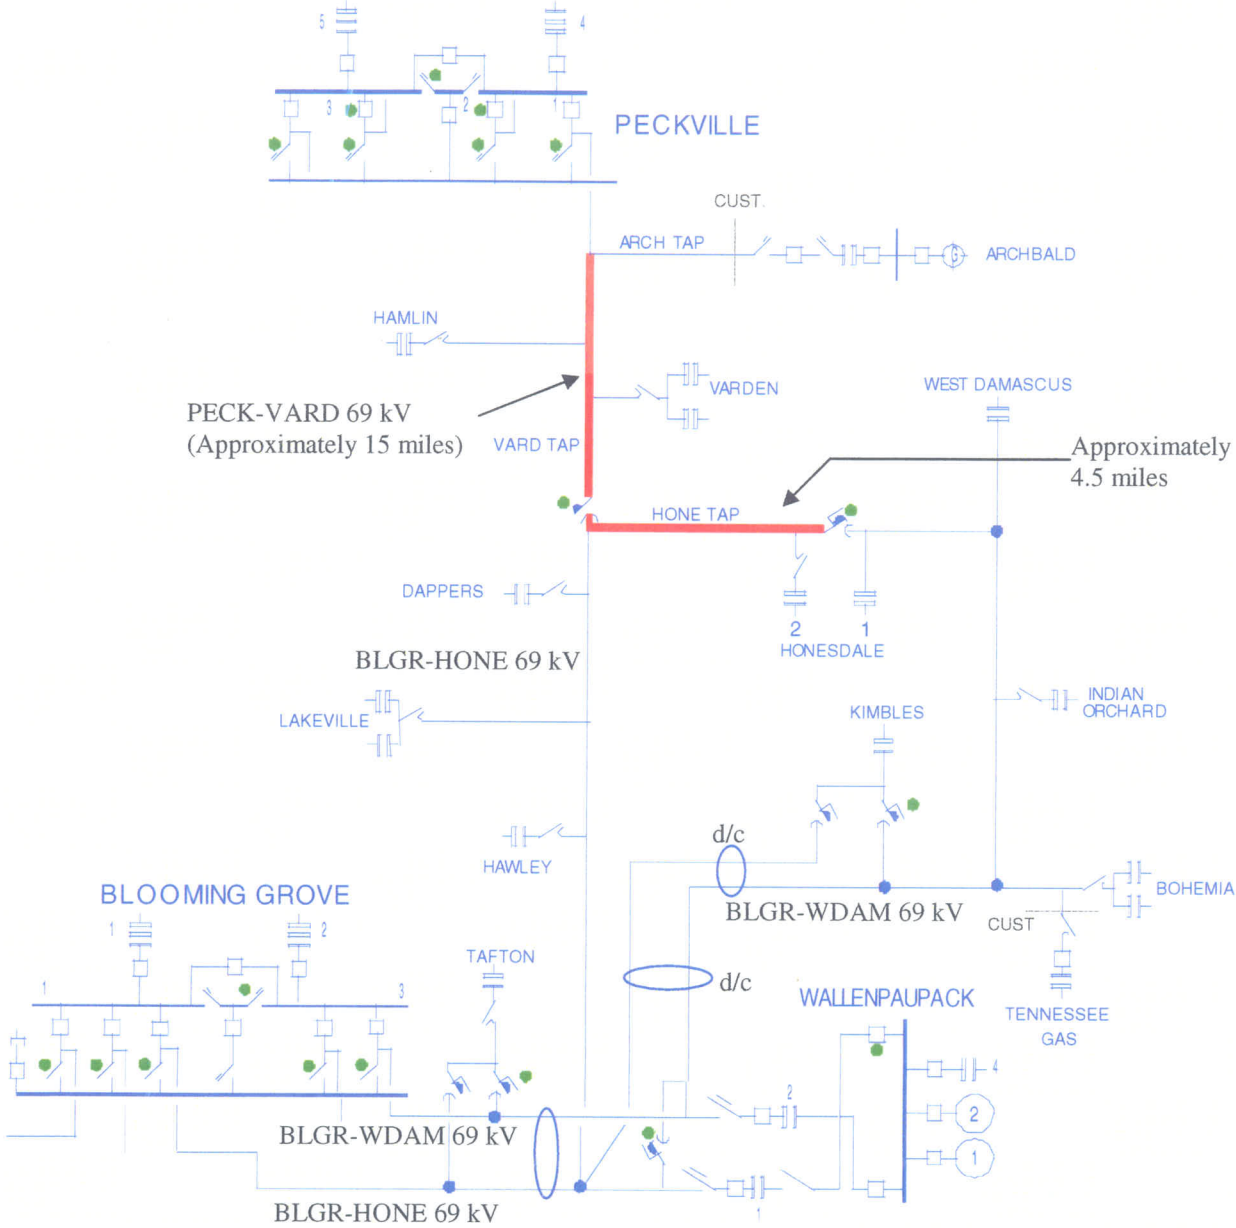 5
4
3
2
1
PECKVILLE
CUST.
ARCH TAP
G
ARCHBALD
HAMLIN
VARDEN
WEST DAMASCUS
PECK-VARD 69 kV
(Approximately 15 miles)
VARD TAP
Approximately
4.5 miles
HONE TAP
DAPPERS
2
1
HONESDALE
BLGR-HONE 69 kV
LAKEVILLE
KIMBLES
INDIAN
ORCHARD
d/c
HAWLEY
BLOOMING GROVE
BLGR-WDAM 69 kV
BOHEMIA
CUST
1
2
TAFTON
d/c
WALLENPAUPACK
1
3
TENNESSEE
GAS
2
4
2
BLGR-WDAM 69 kV
1
BLGR-HONE 69 kV
1